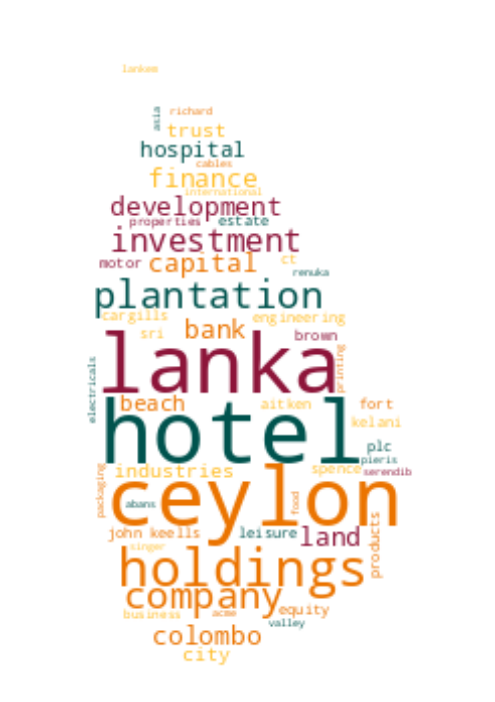 lankem
asia
richard
trust
hospital
cables
finance
international
development
properties estate
investment
motor capital ct
renuka
plantation
cargills engineering
sri bank brown
lanka
printing
electricals
beach aitken fort
hotel
kelani
plc
pieris
industries spence serendib
packaging
ceylon
abans food
john keells leisure land
products
singer
holdings
company
business acme equity
valley
colombo
city